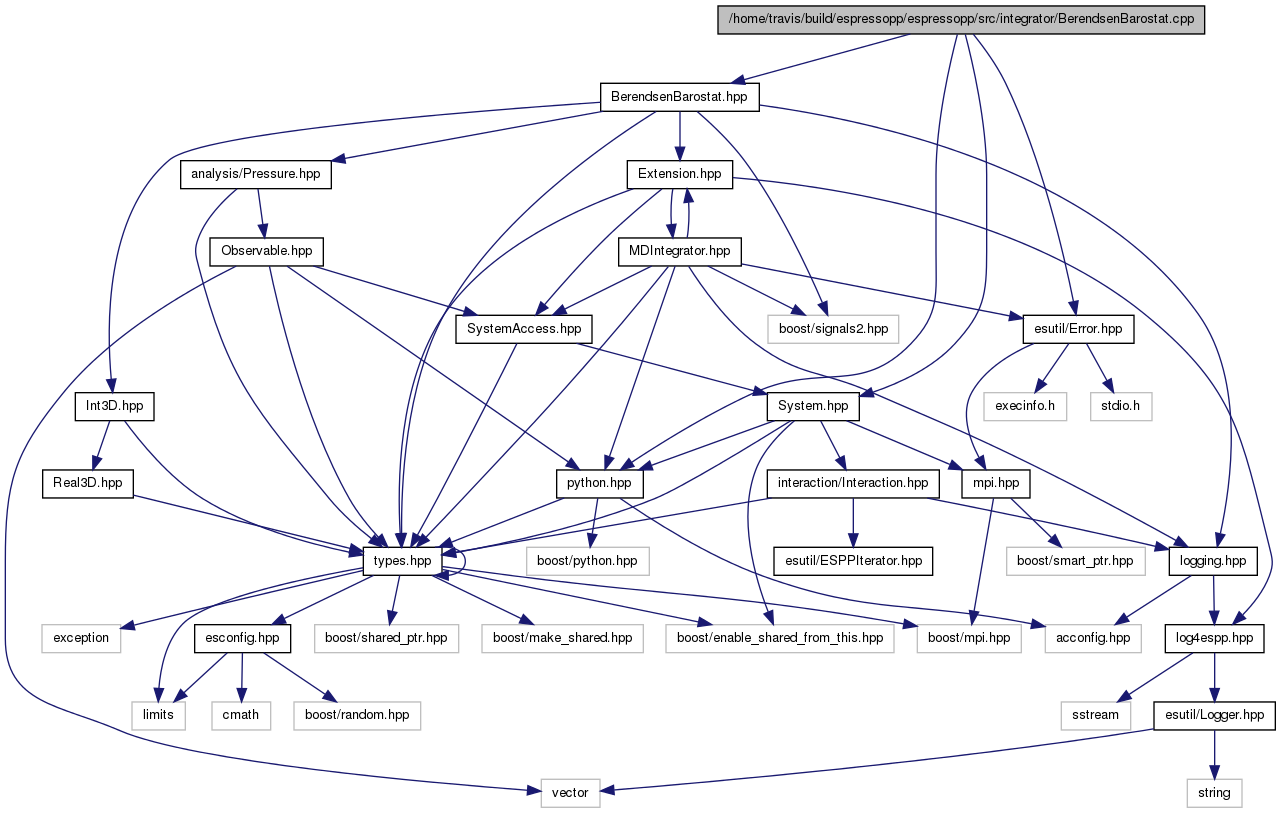 /home/travis/build/espressopp/espressopp/src/integrator/BerendsenBarostat.cpp
BerendsenBarostat.hpp
analysis/Pressure.hpp
Extension.hpp
Observable.hpp
MDIntegrator.hpp
SystemAccess.hpp
boost/signals2.hpp
esutil/Error.hpp
Int3D.hpp
System.hpp
execinfo.h
stdio.h
Real3D.hpp
python.hpp
interaction/Interaction.hpp
mpi.hpp
types.hpp
boost/python.hpp
esutil/ESPPIterator.hpp
boost/smart_ptr.hpp
logging.hpp
exception
esconfig.hpp
boost/shared_ptr.hpp
boost/make_shared.hpp
boost/enable_shared_from_this.hpp
boost/mpi.hpp
acconfig.hpp
log4espp.hpp
limits
cmath
boost/random.hpp
sstream
esutil/Logger.hpp
vector
string